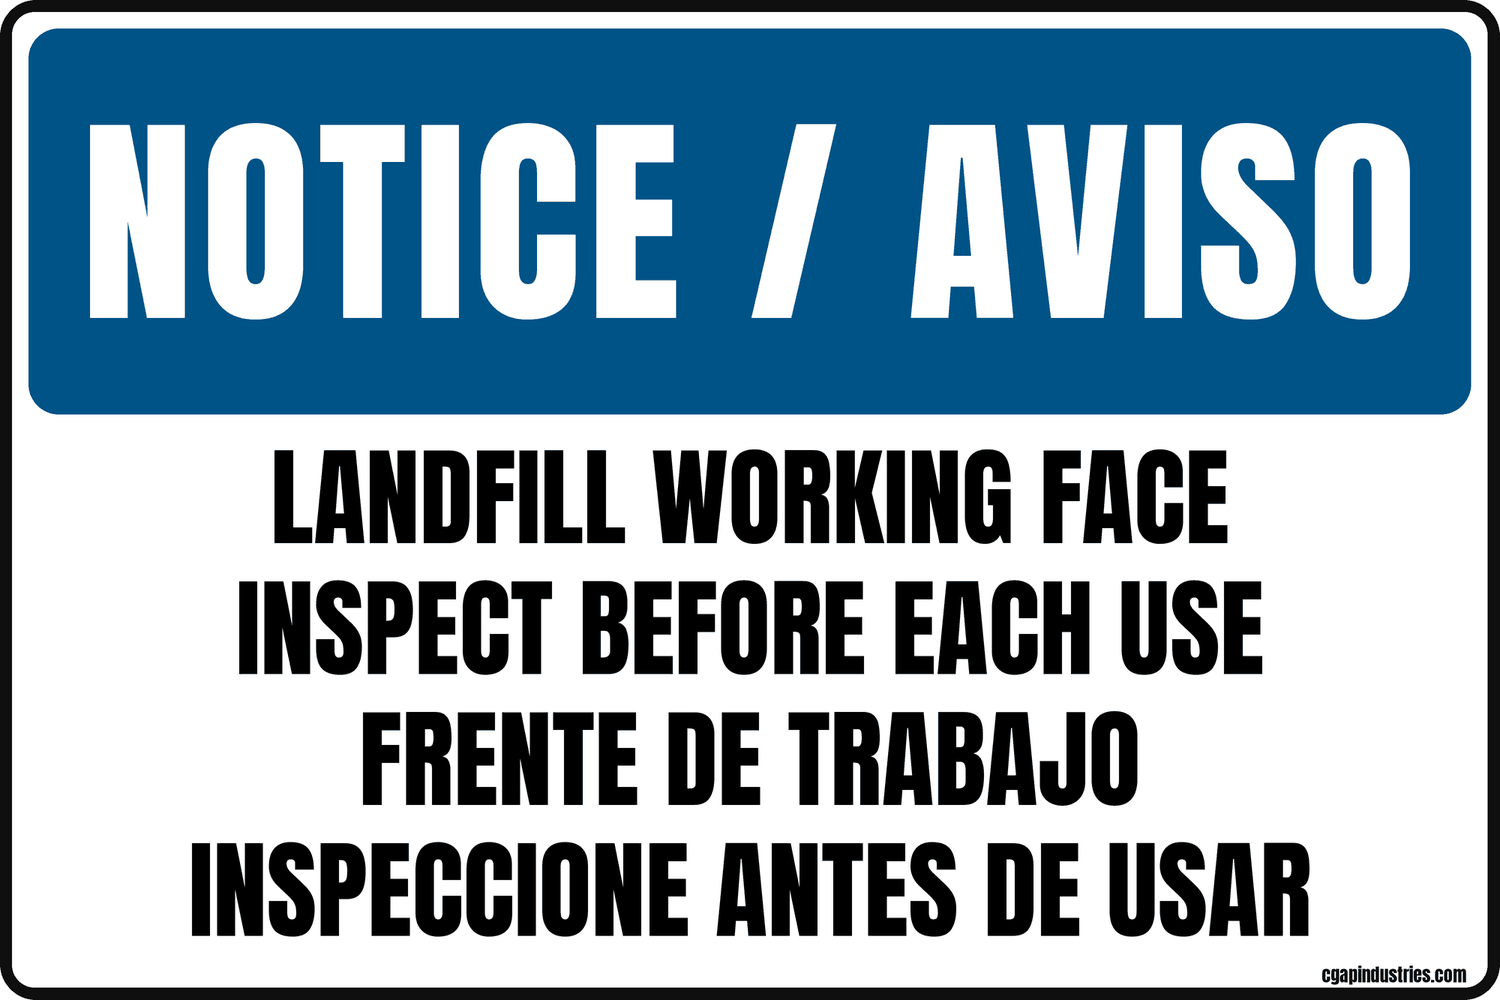 NOTICE / AVISO
LANDFILL WORKING FACE
INSPECT BEFORE EACH USE
FRENTE DE TRABAJO
INSPECCIONE ANTES DE USAR
cgapindustries.com